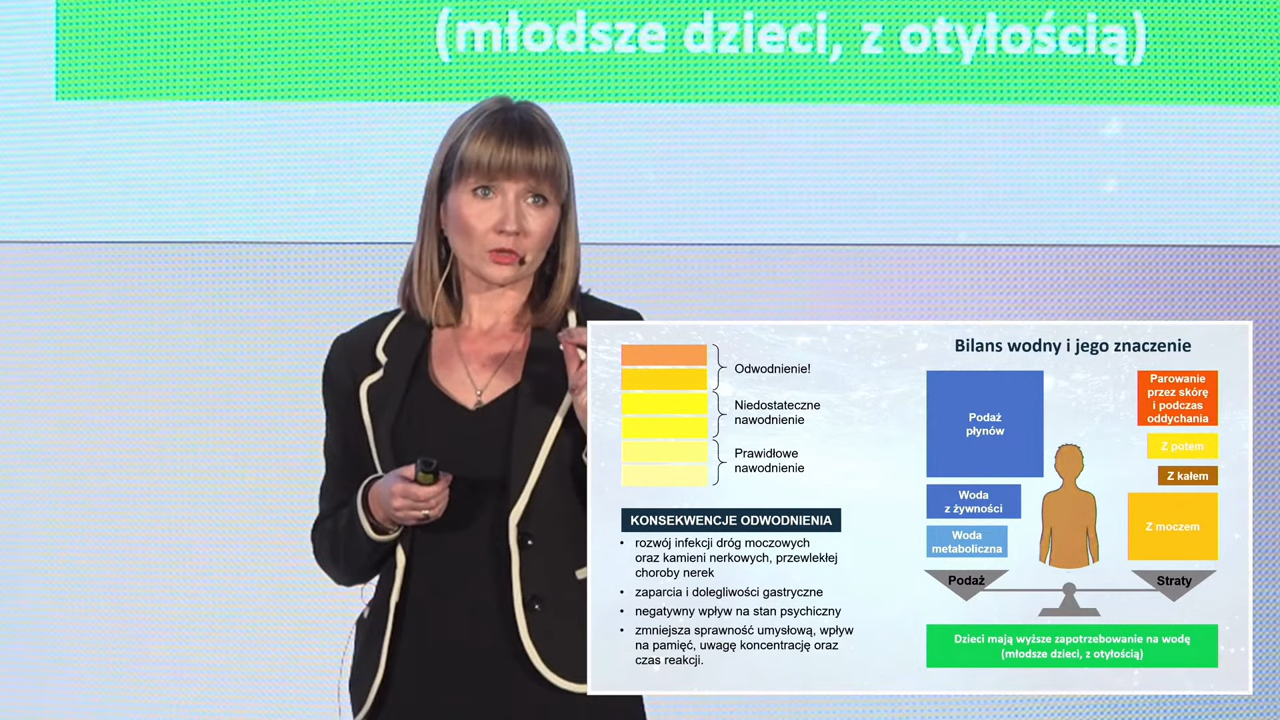 (młodsze dzieci, z otyłością)
Odwodnienie!
Niedostateczne
nawodnienie
Prawidłowe
nawodnienie
KONSEKWENCJE ODWODNIENIA
• rozwój infekcji dróg moczowych
oraz kamieni nerkowych, przewlekłej
choroby nerek
• zaparcia i dolegliwości gastryczne
• negatywny wpływ na stan psychiczny
• zmniejsza sprawność umysłową, wpływ
na pamięć, uwagę koncentrację oraz
czas reakcji.
Bilans wodny i jego znaczenie
Podaż
płynów
Woda
z żywności
Woda
metaboliczna
Podaż
Parowanie
przez skórę
i podczas
oddychania
Z potem
Z kałem
Z moczem
Straty
Dzieci mają wyższe zapotrzebowanie na wodę
(młodsze dzieci, z otyłością)